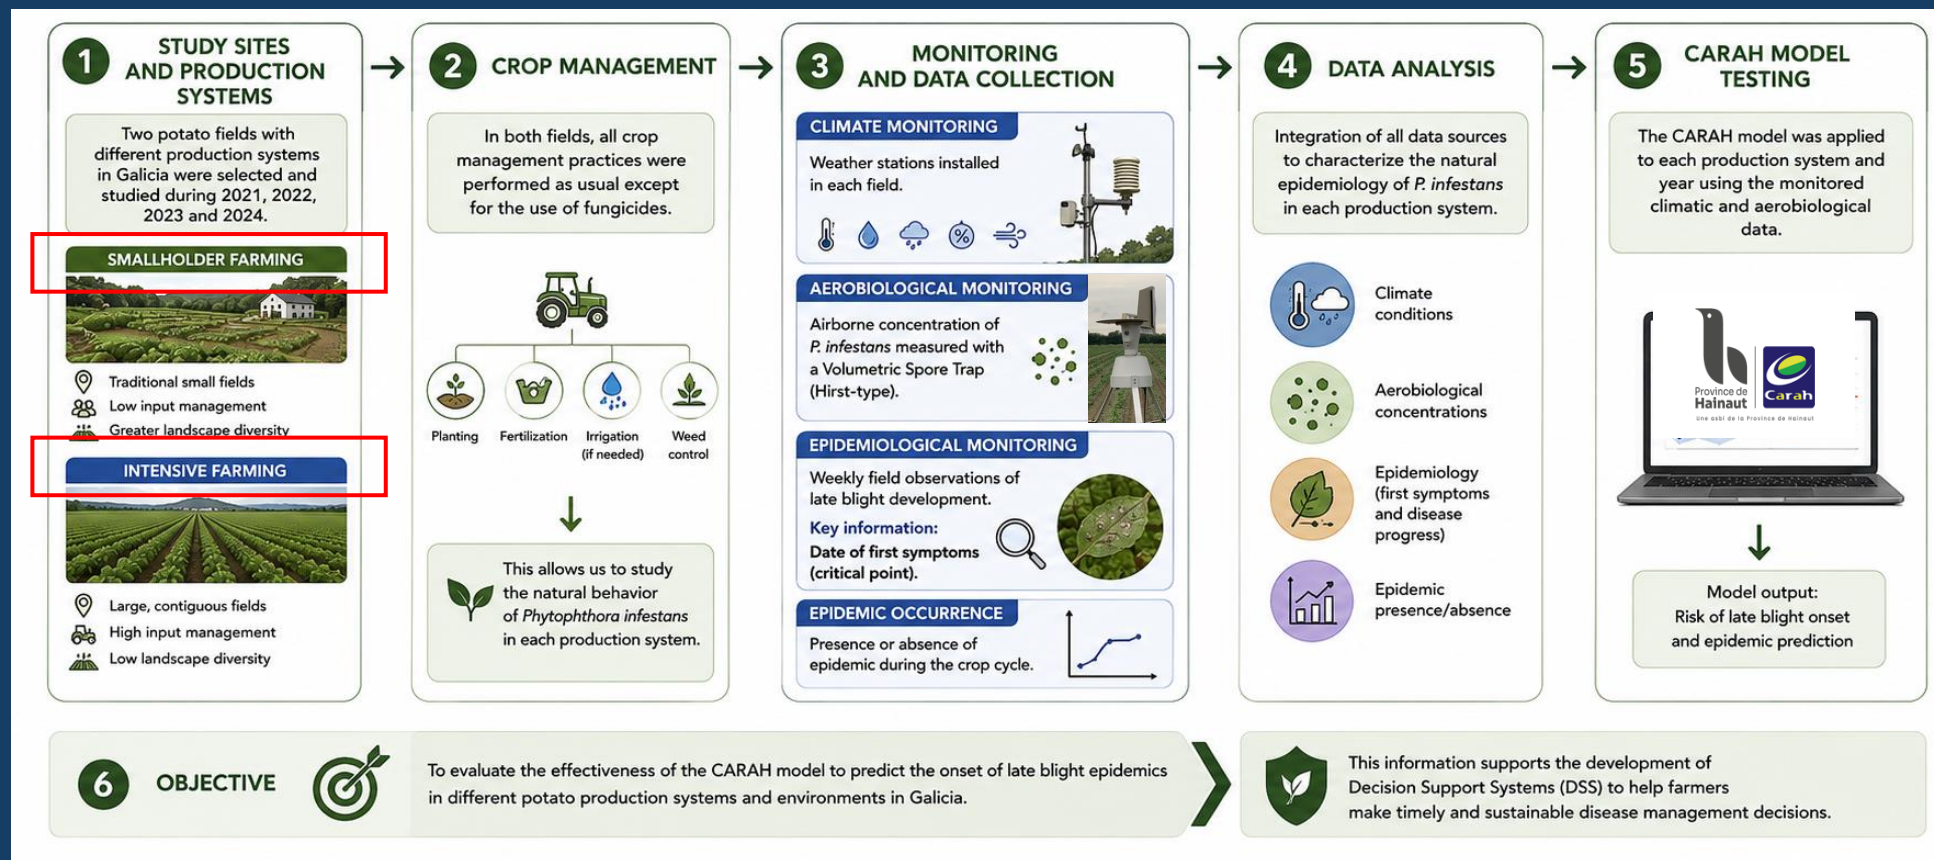 1
STUDY SITES
AND PRODUCTION
SYSTEMS
Two potato fields with
different production systems
in Galicia were selected and
studied during 2021, 2022,
2023 and 2024.
SMALLHOLDER FARMING
Traditional small fields
Low input management
Greater landscape diversity
INTENSIVE FARMING
Large, contiguous fields
High input management
Low landscape diversity
2
CROP MANAGEMENT
In both fields, all crop
management practices were
performed as usual except
for the use of fungicides.
Planting
Fertilization
Irrigation
(if needed)
Weed
control
This allows us to study
the natural behavior
of Phytophthora infestans
in each production system.
3
MONITORING
AND DATA COLLECTION
CLIMATE MONITORING
Weather stations installed
in each field.
%
AEROBIOLOGICAL MONITORING
Airborne concentration of
P. infestans measured with
a Volumetric Spore Trap
(Hirst-type).
EPIDEMIOLOGICAL MONITORING
Weekly field observations of
late blight development.
Key information:
Date of first symptoms
(critical point).
EPIDEMIC OCCURRENCE
Presence or absence of
epidemic during the crop cycle.
4
DATA ANALYSIS
Integration of all data sources
to characterize the natural
epidemiology of P. infestans
in each production system.
Climate
conditions
Aerobiological
concentrations
Epidemiology
(first symptoms
and disease
progress)
Epidemic
presence/absence
5
CARAH MODEL
TESTING
The CARAH model was applied
to each production system and
year using the monitored
climatic and aerobiological
data.
Province de
Hainaut
Carah
Une asbl de la Province de Hainaut
Model output:
Risk of late blight onset
and epidemic prediction
6
OBJECTIVE
To evaluate the effectiveness of the CARAH model to predict the onset of late blight epidemics
in different potato production systems and environments in Galicia.
This information supports the development of
Decision Support Systems (DSS) to help farmers
make timely and sustainable disease management decisions.